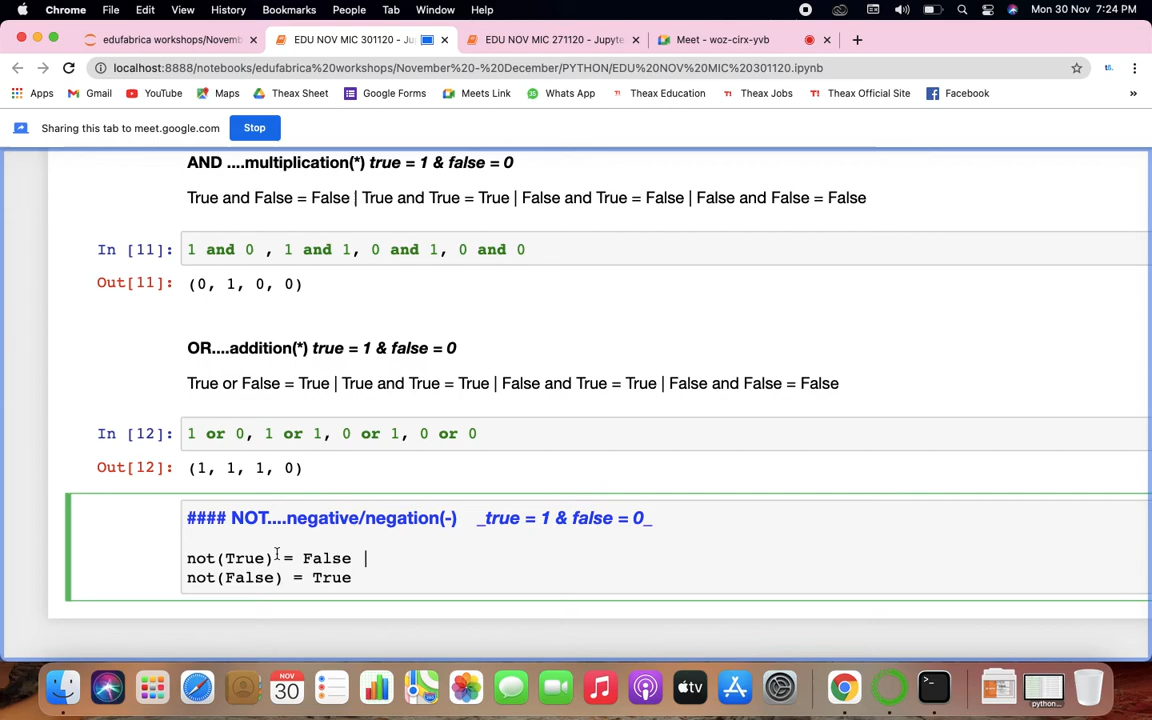 Chrome File Edit View History Bookmarks People Tab Window Help Mon 30 Nov 7:24 PM
edufabrica workshops/Novemb EDU NOV MIC 301120 - Ju EDU NOV MIC 271120 - Jupyte Meet - woz-cirx-yvb
localhost:8888/notebooks/edufabrica%20workshops/November%20-%20December/PYTHON/EDU%20NOV%20MIC%20301120.ipynb
Apps Gmail YouTube Maps Theax Sheet Google Forms Meets Link Whats App Theax Education Theax Jobs Theax Official Site Facebook »
Sharing this tab to meet.google.com Stop
AND ....multiplication(*) true = 1 & false = 0
True and False = False | True and True = True | False and True = False | False and False = False
In [11]: 1 and 0 , 1 and 1, 0 and 1, 0 and 0
Out[11]: (0, 1, 0, 0)
OR....addition(*) true = 1 & false = 0
True or False = True | True and True = True | False and True = True | False and False = False
In [12]: 1 or 0, 1 or 1, 0 or 1, 0 or 0
Out[12]: (1, 1, 1, 0)
#### NOT....negative/negation(-) _true = 1 & false = 0_
not(True) = False |
not(False) = True
NOV
30
tv
python...